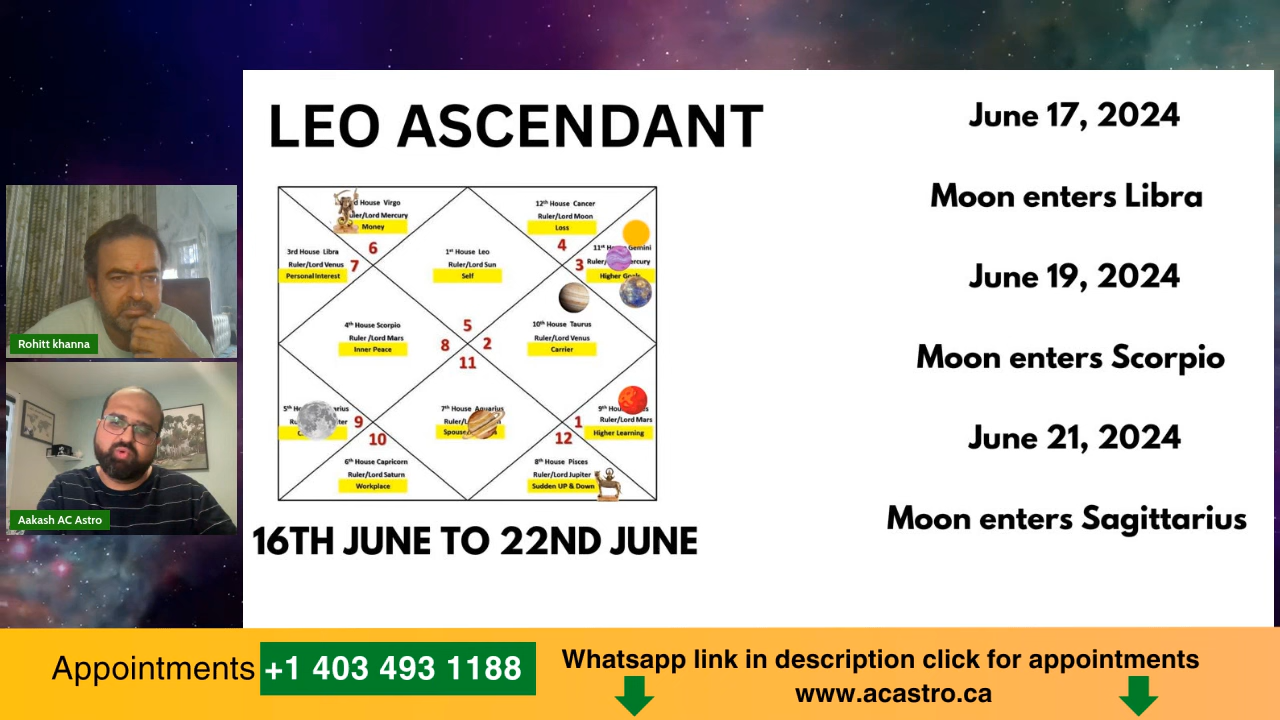 LEO ASCENDANT
June 17, 2024
Moon enters Libra
June 19, 2024
Moon enters Scorpio
June 21, 2024
Moon enters Sagittarius
House Virgo
Lord Mercury
Money
6
12th House Cancer
Ruler/Lord Moon
Loss
4
3rd House Libra
Ruler/Lord Venus
Personal Interest
7
1st House Leo
Ruler/Lord Sun
Self
11th Gemini
3
Higher
4th House Scorpio
Ruler /Lord Mars
Inner Peace
5
8
2
11
10th House Taurus
Ruler/Lord Venus
Carrier
5th
9
10
7th House Aquarius
1
12
9th
Ruler/Lord Mars
Higher Learning
6th House Capricorn
Ruler/Lord Saturn
Workplace
8th House Pisces
Ruler/Lord Jupiter
Sudden UP & Down
16TH JUNE TO 22ND JUNE
Rohitt khanna
Aakash AC Astro
Appointments +1 403 493 1188
Whatsapp link in description click for appointments
www.acastro.ca